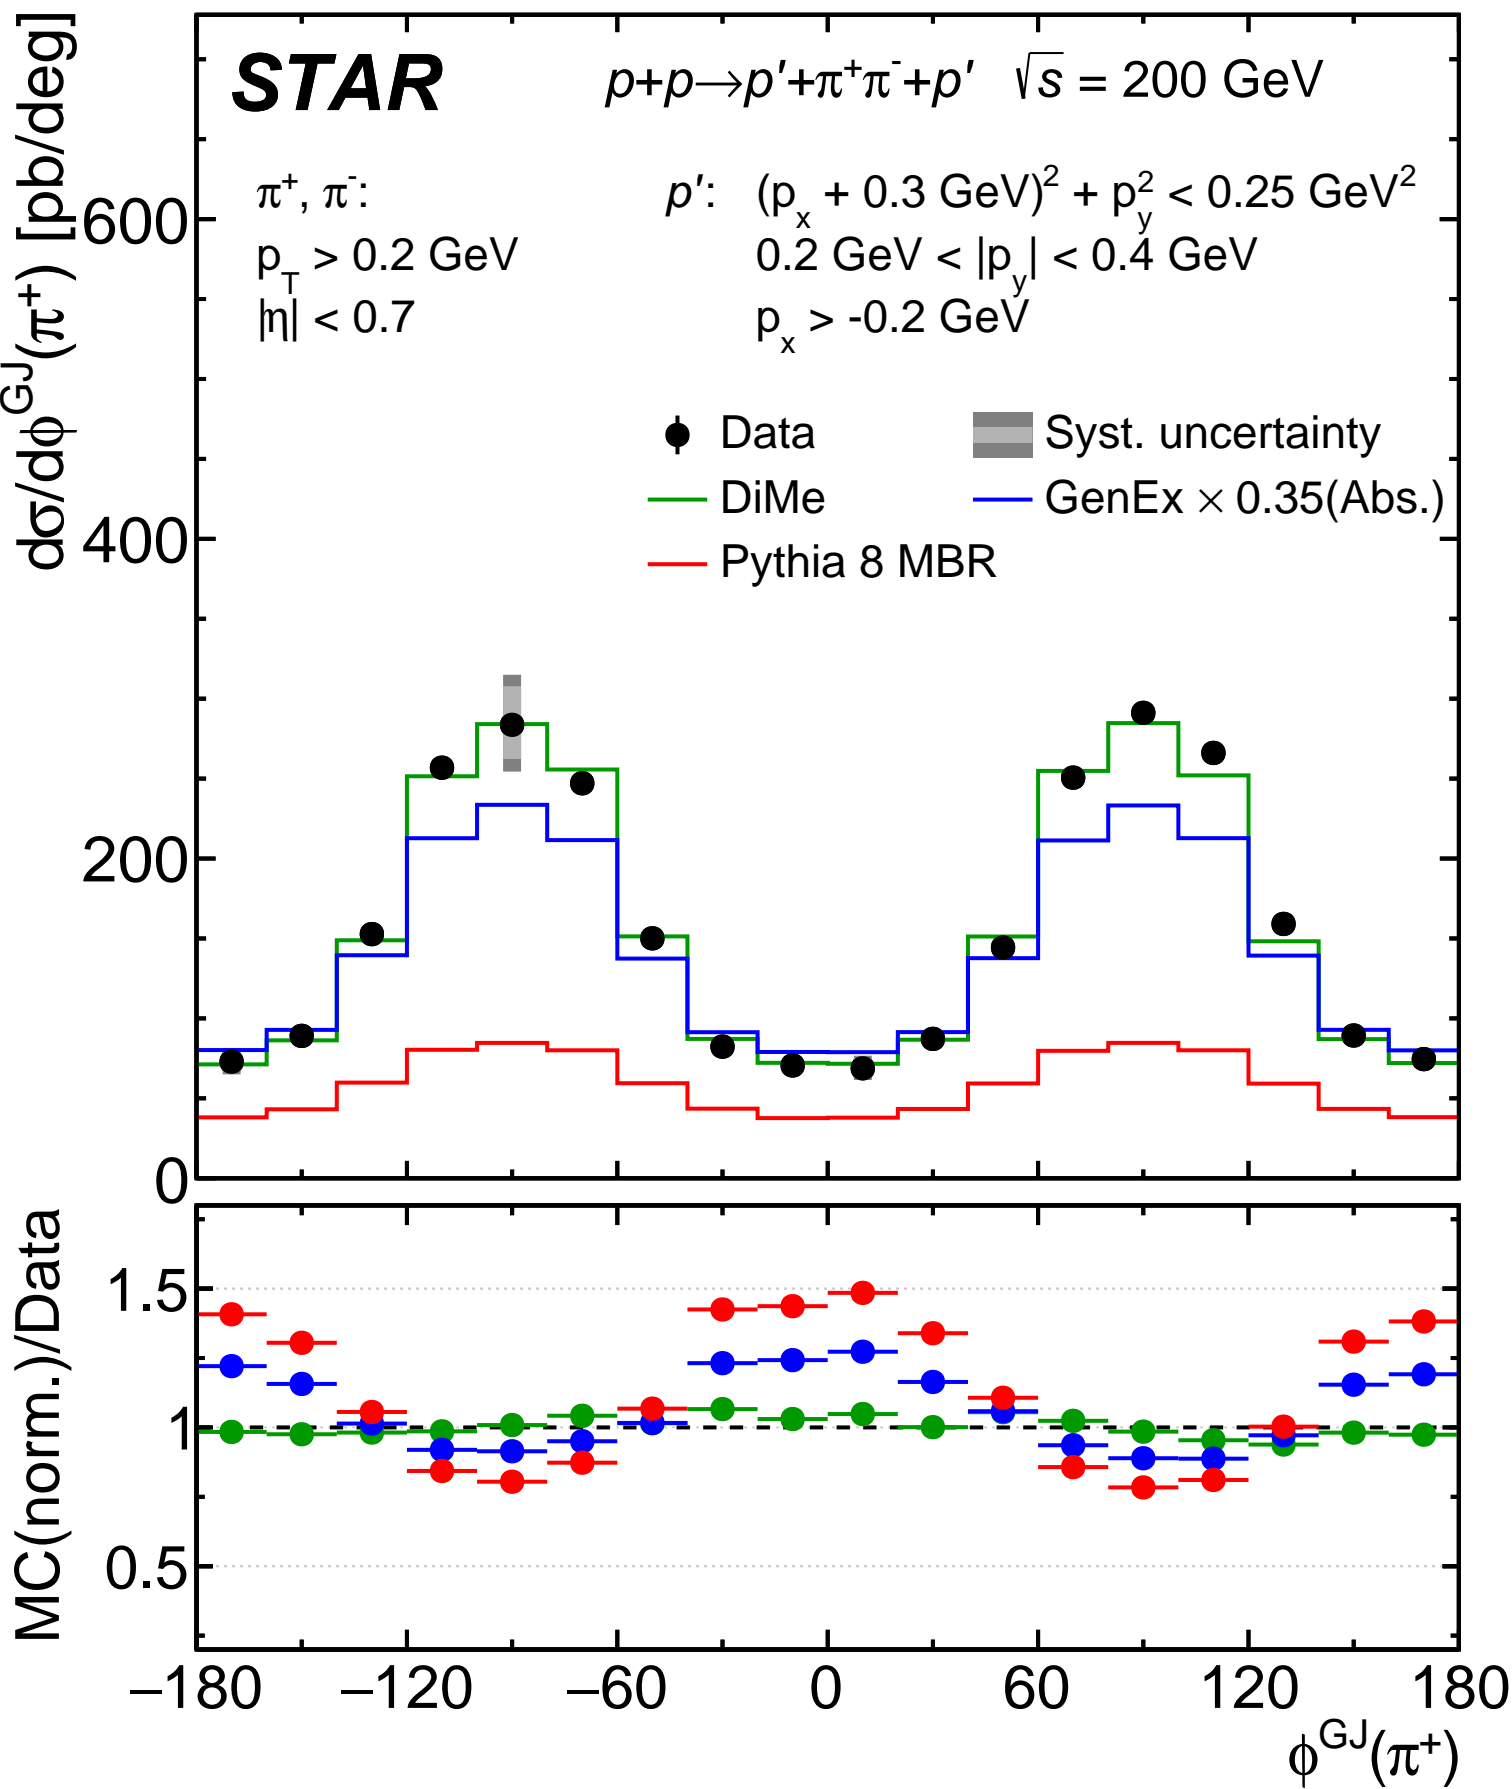 STAR p+p→p′+π⁺π⁻+p′ √s = 200 GeV
π⁺, π⁻: p′: (pₓ + 0.3 GeV)² + p_y² < 0.25 GeV²
p_T > 0.2 GeV 0.2 GeV < |p_y| < 0.4 GeV
|η| < 0.7 pₓ > -0.2 GeV
Data Syst. uncertainty
DiMe GenEx × 0.35(Abs.)
Pythia 8 MBR
dσ/dϕ^GJ(π⁺) [pb/deg]
600
400
200
0
MC(norm.)/Data
1.5
1
0.5
−180 −120 −60 0 60 120 180
ϕ^GJ(π⁺)